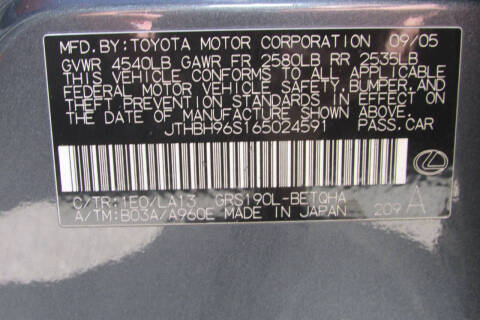 MFD.BY:TOYOTA MOTOR CORPORATION 09/05
GVWR 4540LB GAWR FR 2580LB RR 2535LB
THIS VEHICLE CONFORMS TO ALL APPLICABLE
FEDERAL MOTOR VEHICLE SAFETY,BUMPER,AND
THEFT PREVENTION STANDARDS IN EFFECT ON
THE DATE OF MANUFACTURE SHOWN ABOVE.
JTHBH96S165024591 PASS.CAR
C/TR:1E0/LA13 GRS190L-BETQHA
A/TM:B03A/A960E MADE IN JAPAN 209 A